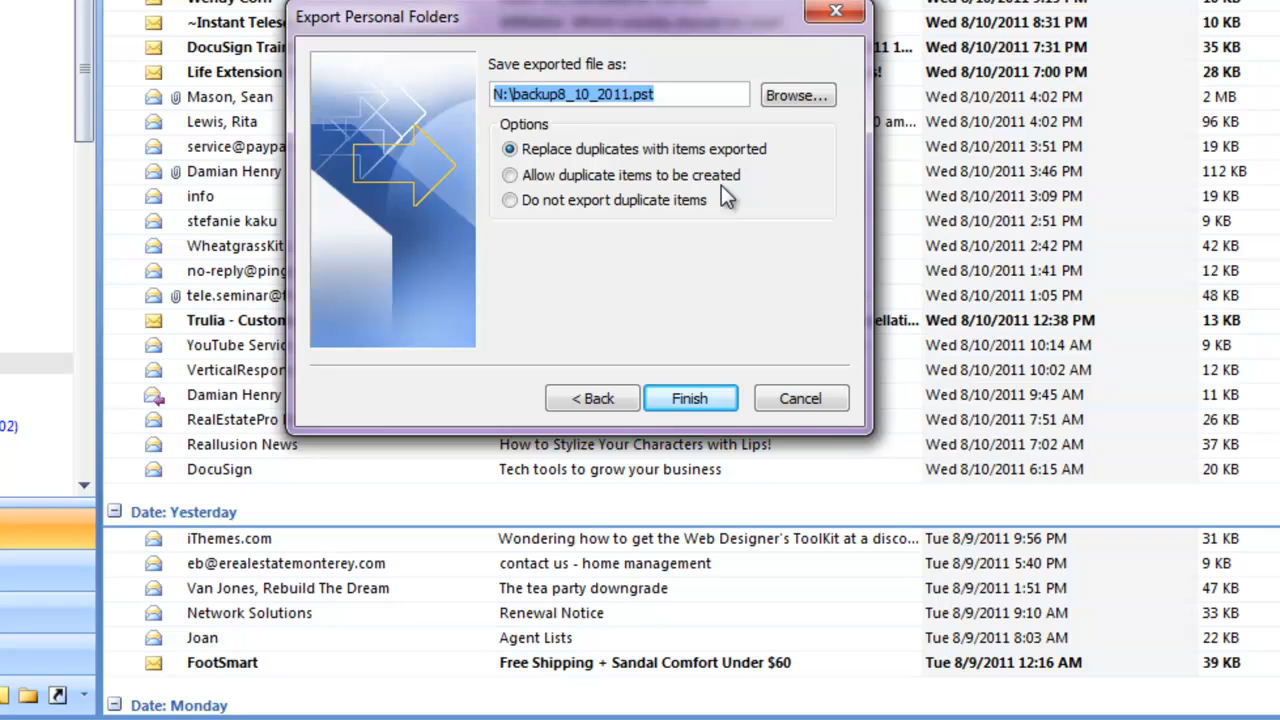 Export Personal Folders
Save exported file as:
N:\backup8_10_2011.pst
Browse...
Options
Replace duplicates with items exported
Allow duplicate items to be created
Do not export duplicate items
< Back
Finish
Cancel
Wed 8/10/2011 9:15 PM 10 KB
~Instant Telese Wed 8/10/2011 8:31 PM 10 KB
DocuSign Trai 11 1... Wed 8/10/2011 7:31 PM 35 KB
Life Extension s! Wed 8/10/2011 7:00 PM 28 KB
Mason, Sean Wed 8/10/2011 4:02 PM 2 MB
Lewis, Rita 0 am... Wed 8/10/2011 4:02 PM 96 KB
service@paypa Wed 8/10/2011 3:51 PM 19 KB
Damian Henry Wed 8/10/2011 3:46 PM 112 KB
info Wed 8/10/2011 3:09 PM 19 KB
stefanie kaku Wed 8/10/2011 2:51 PM 9 KB
WheatgrassKit Wed 8/10/2011 2:42 PM 42 KB
no-reply@ping Wed 8/10/2011 1:41 PM 12 KB
tele.seminar@t Wed 8/10/2011 1:05 PM 48 KB
Trulia - Custon ellati... Wed 8/10/2011 12:38 PM 13 KB
YouTube Servic Wed 8/10/2011 10:14 AM 9 KB
VerticalRespon Wed 8/10/2011 10:02 AM 12 KB
Damian Henry Wed 8/10/2011 9:45 AM 11 KB
02) RealEstatePro Wed 8/10/2011 7:51 AM 26 KB
Reallusion News How to Stylize Your Characters with Lips! Wed 8/10/2011 7:02 AM 37 KB
DocuSign Tech tools to grow your business Wed 8/10/2011 6:15 AM 20 KB
Date: Yesterday
iThemes.com Wondering how to get the Web Designer's ToolKit at a disco... Tue 8/9/2011 9:56 PM 31 KB
eb@erealestatemonterey.com contact us - home management Tue 8/9/2011 5:40 PM 9 KB
Van Jones, Rebuild The Dream The tea party downgrade Tue 8/9/2011 1:51 PM 47 KB
Network Solutions Renewal Notice Tue 8/9/2011 9:10 AM 33 KB
Joan Agent Lists Tue 8/9/2011 8:03 AM 22 KB
FootSmart Free Shipping + Sandal Comfort Under $60 Tue 8/9/2011 12:16 AM 39 KB
Date: Monday